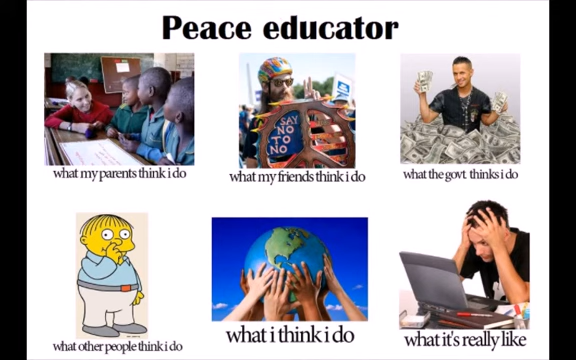 Peace educator
what my parents think i do
what my friends think i do
what the govt. thinks i do
SAY
NO
TO
NO
what other people think i do
what i think i do
what it's really like